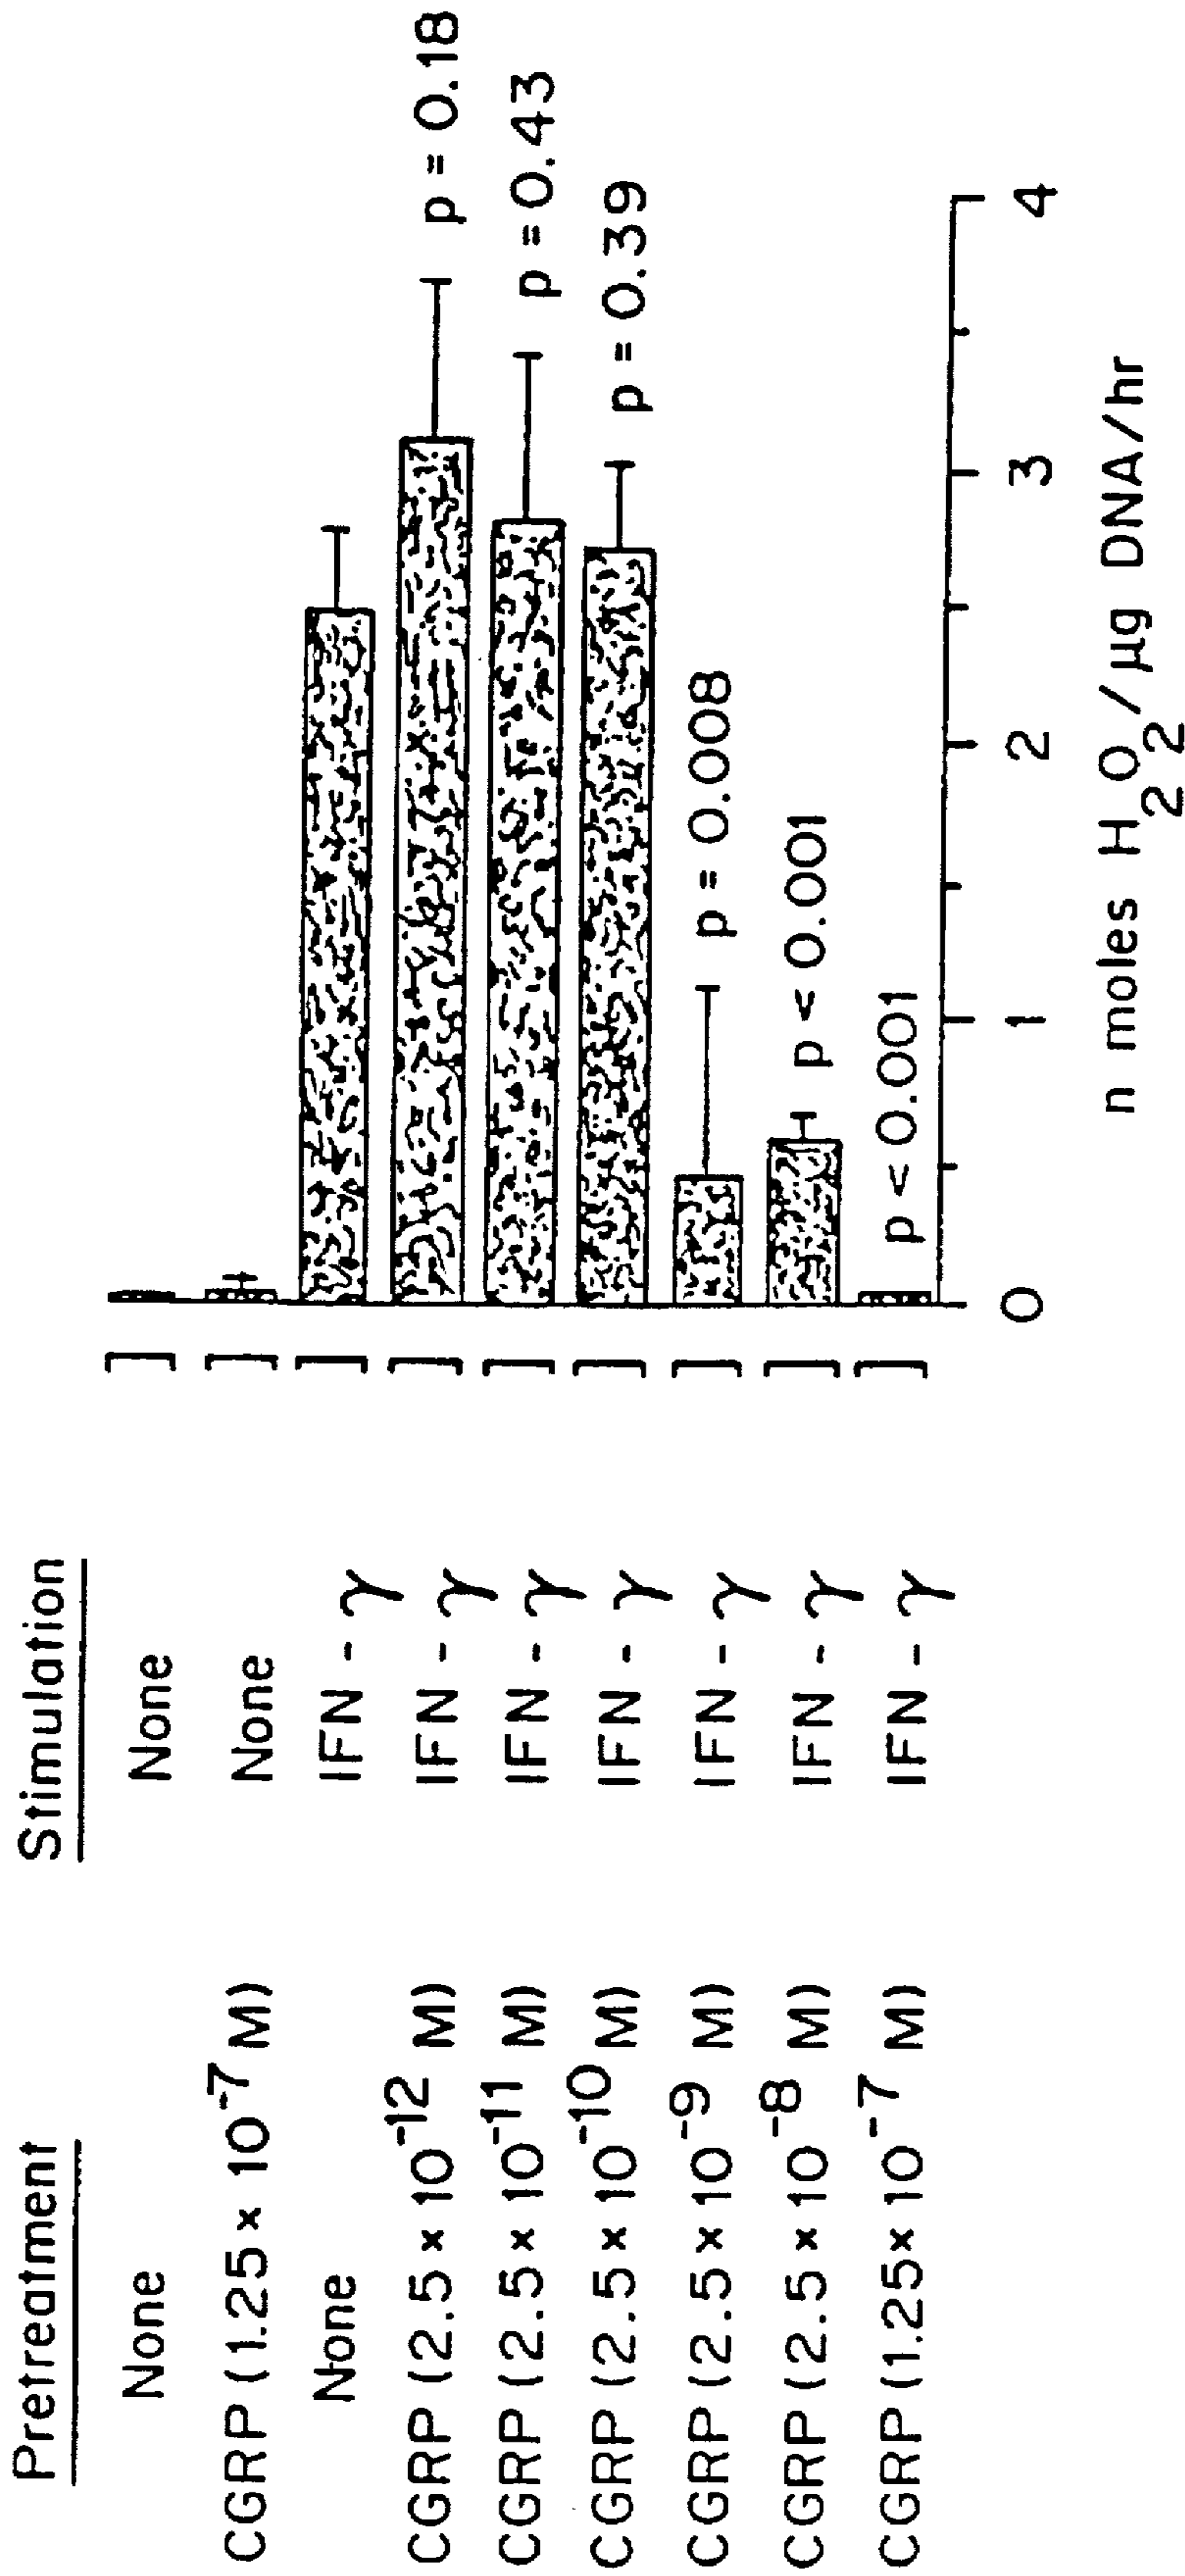 Pretreatment Stimulation
None None
CGRP (1.25 × 10⁻⁷ M) None
None IFN - γ
CGRP (2.5 × 10⁻¹² M) IFN - γ p = 0.18
CGRP (2.5 × 10⁻¹¹ M) IFN - γ p = 0.43
CGRP (2.5 × 10⁻¹⁰ M) IFN - γ p = 0.39
CGRP (2.5 × 10⁻⁹ M) IFN - γ p = 0.008
CGRP (2.5 × 10⁻⁸ M) IFN - γ p < 0.001
CGRP (1.25 × 10⁻⁷ M) IFN - γ p < 0.001
0 1 2 3 4
n moles H₂O₂ / µg DNA/hr